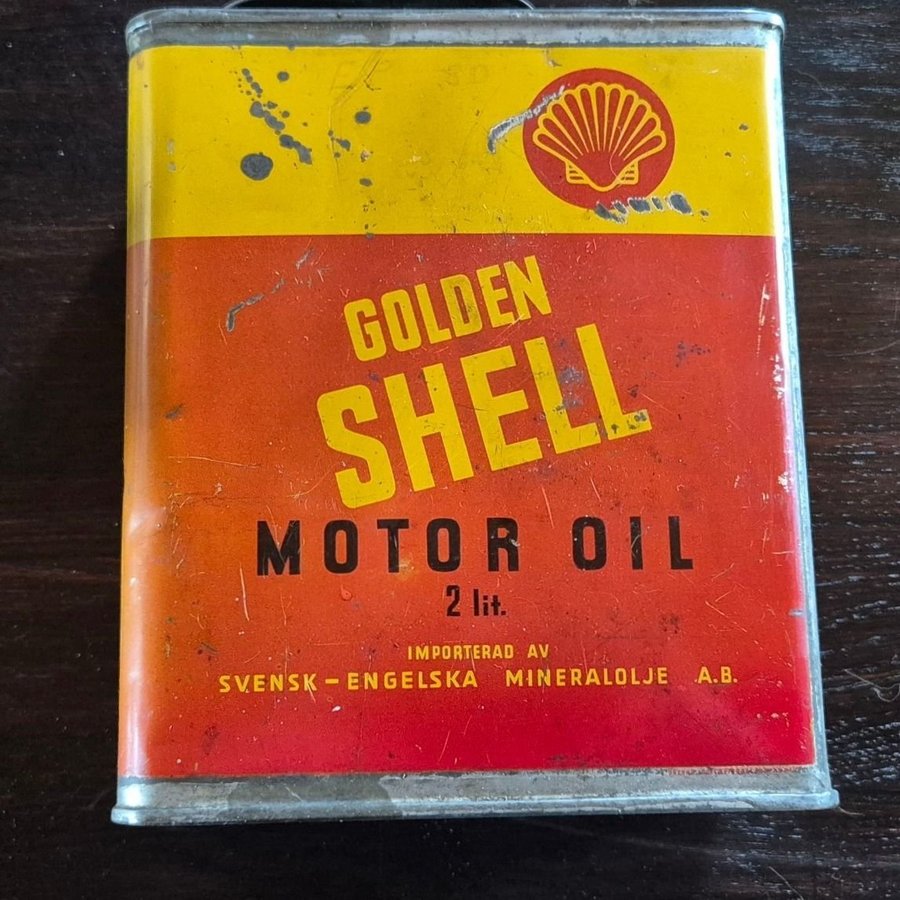 GOLDEN
SHELL
MOTOR OIL
2 lit.
IMPORTERAD AV
SVENSK-ENGELSKA MINERALOLJE A.B.